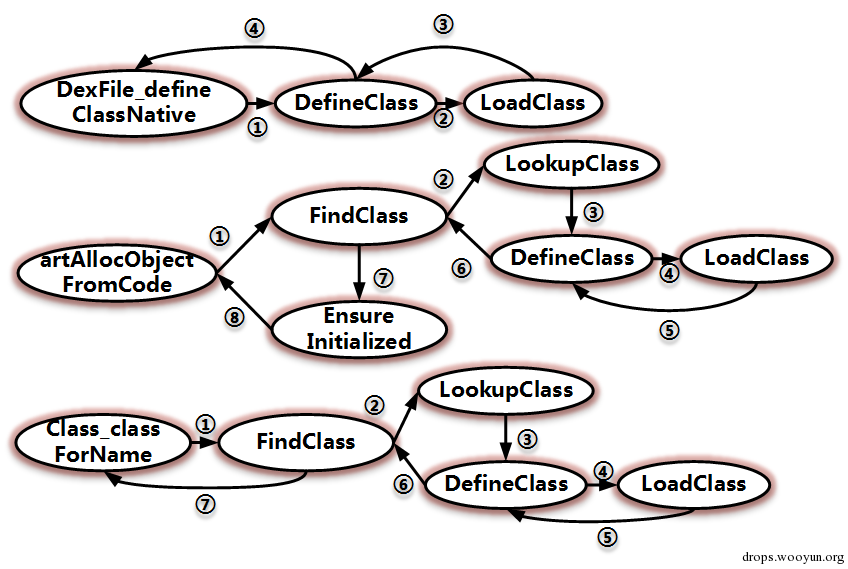 ④
③
DexFile_define
ClassNative
①
DefineClass
②
LoadClass
②
LookupClass
①
FindClass
③
artAllocObject
FromCode
⑥
DefineClass
④
LoadClass
⑦
⑧
Ensure
Initialized
⑤
②
LookupClass
Class_class
ForName
①
FindClass
③
⑥
DefineClass
④
LoadClass
⑦
⑤
drops.wooyun.org